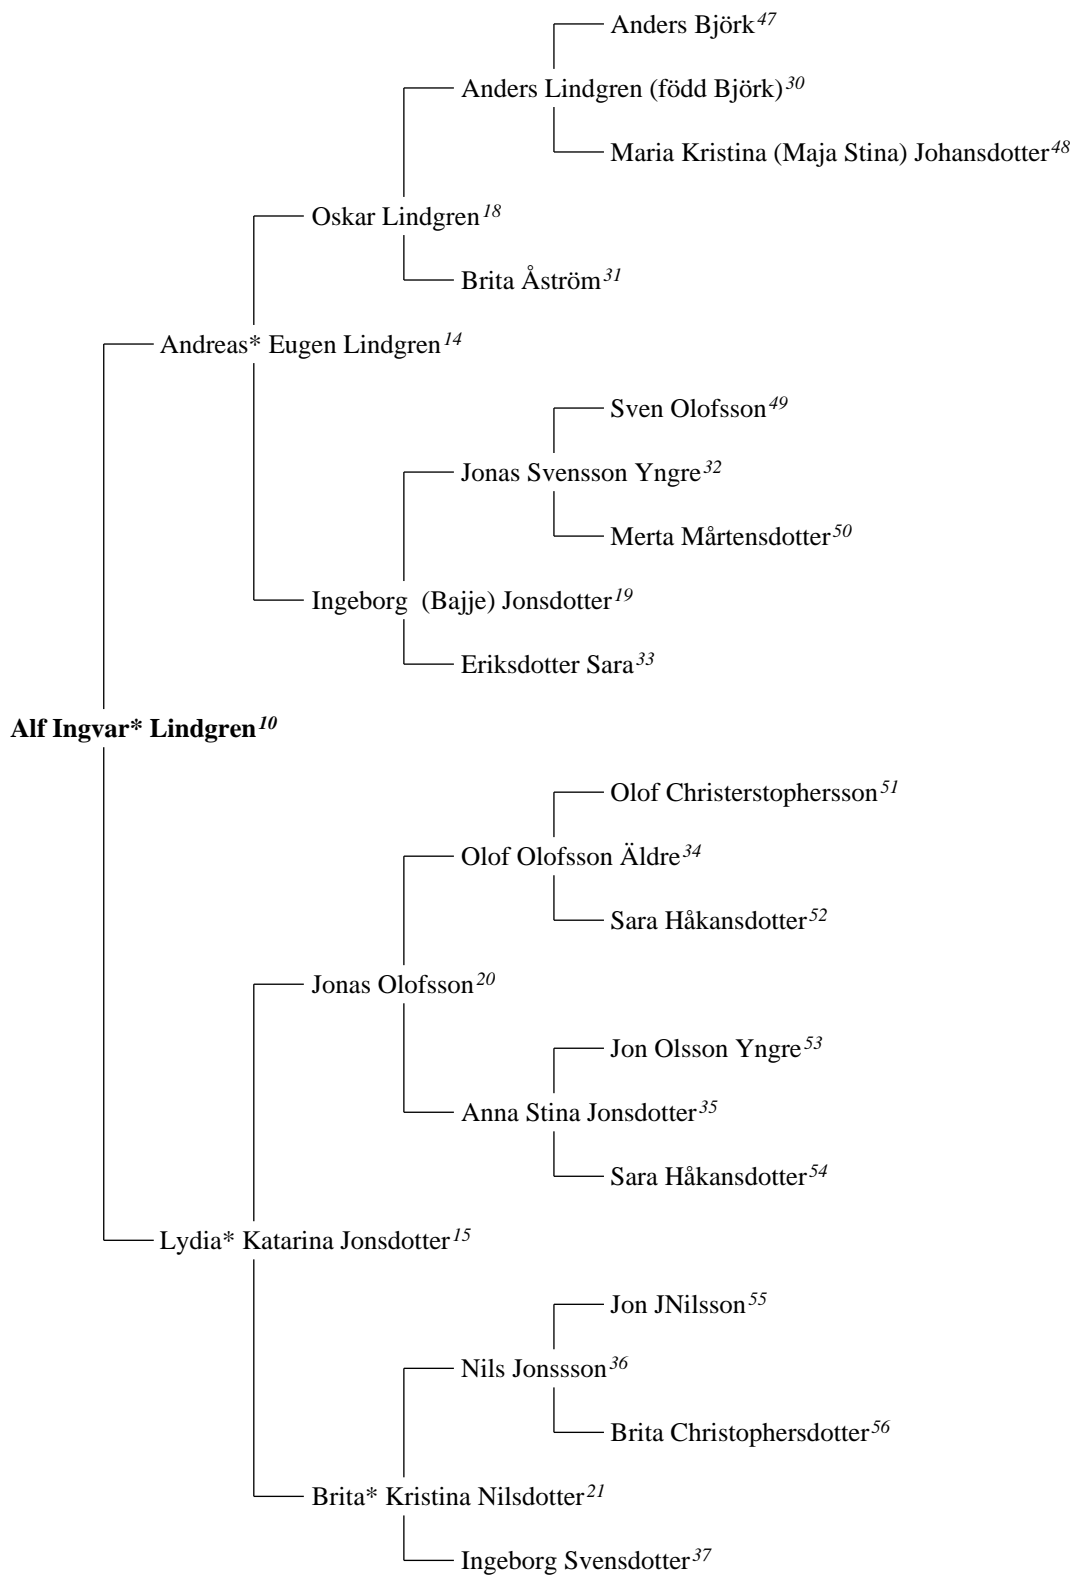 Anders Björk47
Anders Lindgren (född Björk)30
Maria Kristina (Maja Stina) Johansdotter48
Oskar Lindgren18
Brita Åström31
Andreas* Eugen Lindgren14
Sven Olofsson49
Jonas Svensson Yngre32
Merta Mårtensdotter50
Ingeborg (Bajje) Jonsdotter19
Eriksdotter Sara33
Alf Ingvar* Lindgren10
Olof Christerstophersson51
Olof Olofsson Äldre34
Sara Håkansdotter52
Jonas Olofsson20
Jon Olsson Yngre53
Anna Stina Jonsdotter35
Sara Håkansdotter54
Lydia* Katarina Jonsdotter15
Jon JNilsson55
Nils Jonssson36
Brita Christophersdotter56
Brita* Kristina Nilsdotter21
Ingeborg Svensdotter37